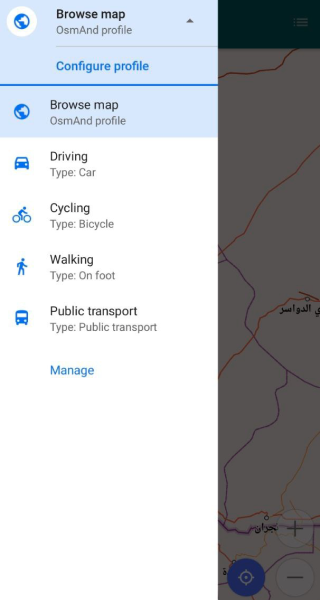 Browse map
OsmAnd profile
Configure profile
Browse map
OsmAnd profile
Driving
Type: Car
Cycling
Type: Bicycle
Walking
Type: On foot
Public transport
Type: Public transport
Manage
ي الدواسر
نجران
ة